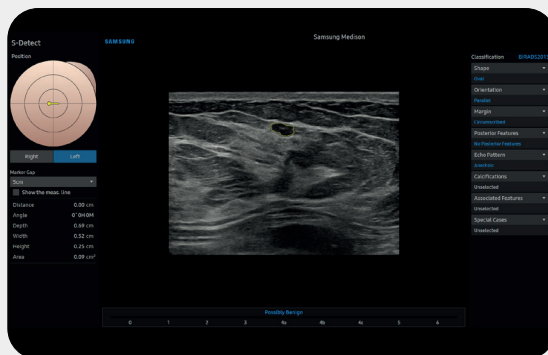 S-Detect
SAMSUNG
Samsung Medison
Position
Right
Left
Marker Gap
5um
Show the meas. line
Distance 0.00 cm
Angle 0˚0H0M
Depth 0.69 cm
Width 0.52 cm
Height 0.25 cm
Area 0.09 cm²
Classification
Shape
Oval
Orientation
Parallel
Margin
Circumscribed
Posterior Features
No Posterior Features
Echo Pattern
Anechoic
Calcifications
Unselected
Associated Features
Unselected
Special Cases
Unselected
Possibly Benign
0 1 2 3 4a 4b 4c 5 6